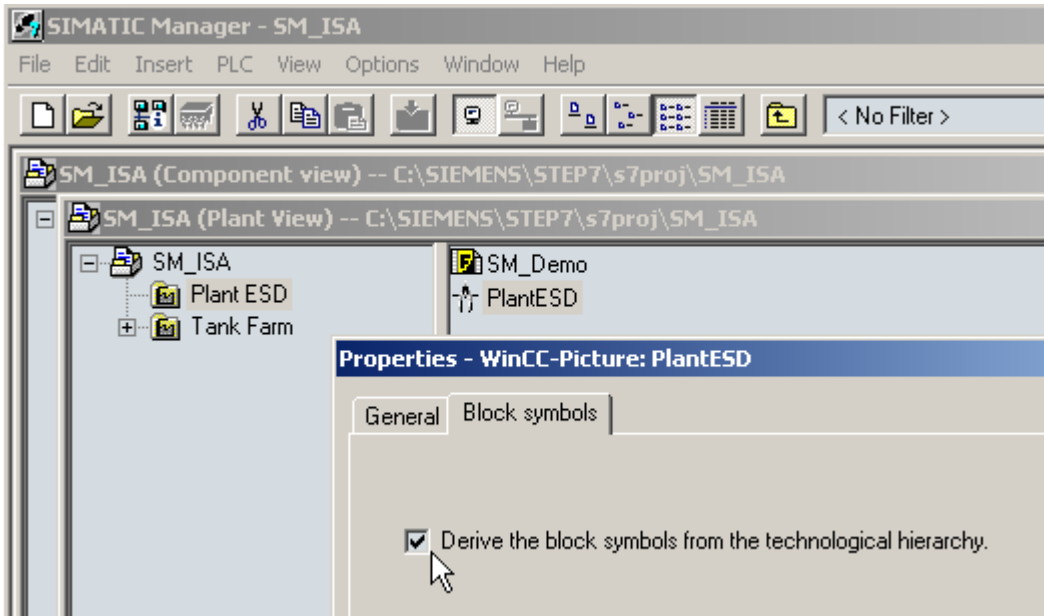 SIMATIC Manager - SM_ISA
File Edit Insert PLC View Options Window Help
< No Filter >
SM_ISA (Component view) -- C:\SIEMENS\STEP7\s7proj\SM_ISA
SM_ISA (Plant View) -- C:\SIEMENS\STEP7\s7proj\SM_ISA
SM_ISA
SM_Demo
Plant ESD
PlantESD
Tank Farm
Properties - WinCC-Picture: PlantESD
General Block symbols
Derive the block symbols from the technological hierarchy.